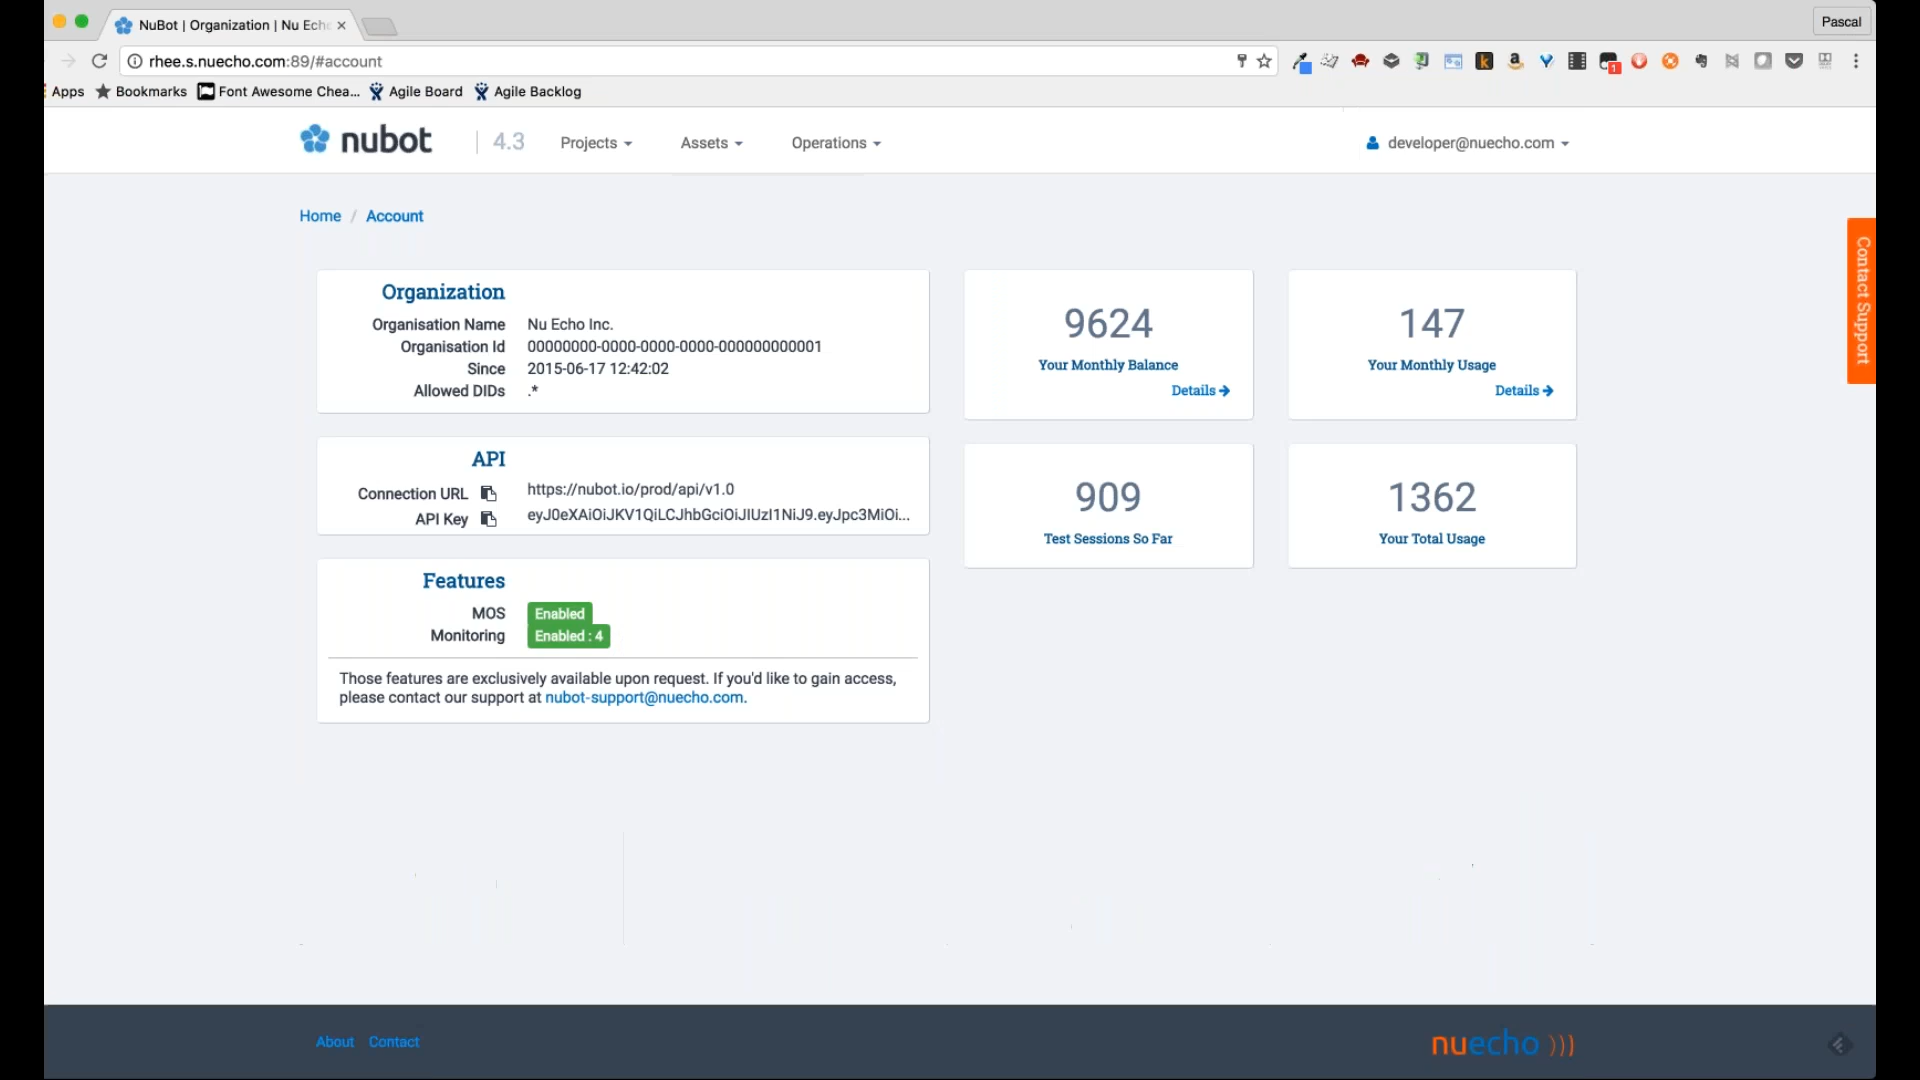 NuBot | Organization | Nu Echo
Pascal
rhee.s.nuecho.com:89/#account
1
Apps Bookmarks Font Awesome Chea... Agile Board Agile Backlog
nubot 4.3 Projects Assets Operations developer@nuecho.com
Home / Account
Contact Support
Organization
Organisation Name Nu Echo Inc.
Organisation Id 00000000-0000-0000-0000-000000000001
Since 2015-06-17 12:42:02
Allowed DIDs .*
9624
Your Monthly Balance
Details
147
Your Monthly Usage
Details
API
Connection URL https://nubot.io/prod/api/v1.0
API Key eyJ0eXAiOiJKV1QiLCJhbGciOiJIUzI1NiJ9.eyJpc3MiOi...
909
Test Sessions So Far
1362
Your Total Usage
Features
MOS Enabled
Monitoring Enabled : 4
Those features are exclusively available upon request. If you'd like to gain access,
please contact our support at nubot-support@nuecho.com.
About Contact
nuecho